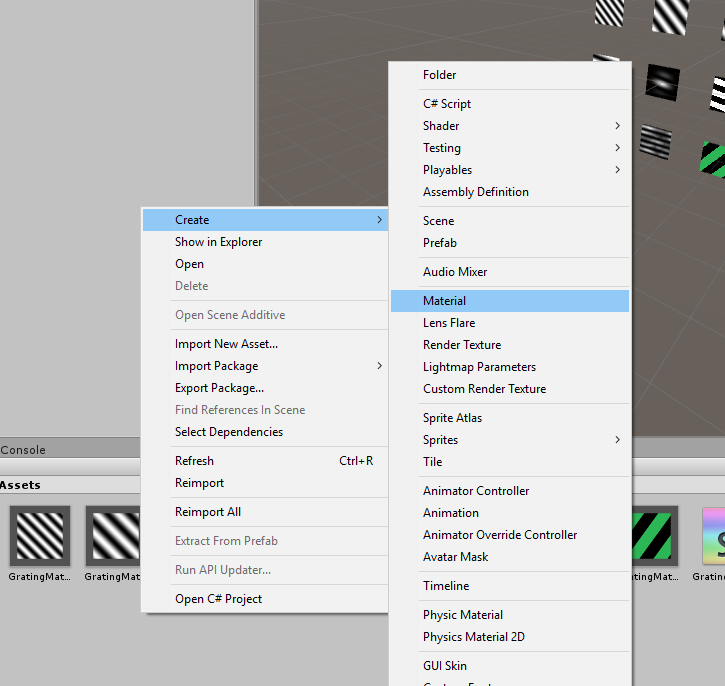 Console
Assets
GratingMat...
GratingMat...
Create
Show in Explorer
Open
Delete
Open Scene Additive
Import New Asset...
Import Package
Export Package...
Find References In Scene
Select Dependencies
Refresh Ctrl+R
Reimport
Reimport All
Extract From Prefab
Run API Updater...
Open C# Project
Folder
C# Script
Shader
Testing
Playables
Assembly Definition
Scene
Prefab
Audio Mixer
Material
Lens Flare
Render Texture
Lightmap Parameters
Custom Render Texture
Sprite Atlas
Sprites
Tile
Animator Controller
Animation
Animator Override Controller
Avatar Mask
Timeline
Physic Material
Physics Material 2D
GUI Skin